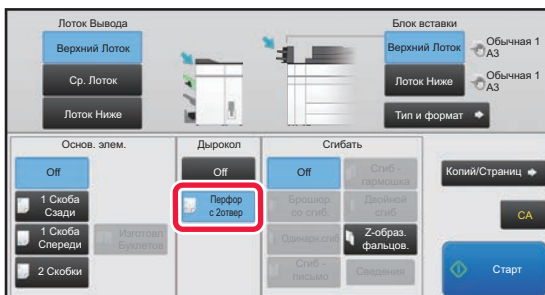 Лоток Вывода
Блок вставки
Верхний Лоток
Ср. Лоток
Лоток Ниже
Верхний Лоток
Обычная 1
A3
Лоток Ниже
Обычная 1
A3
Тип и формат
Основ. элем.
Дырокол
Сгибать
Off
1 Скоба
Сзади
1 Скоба
Спереди
2 Скобки
Изготовл
Буклетов
Off
Перфор
с 2отвер
Off
Сгиб -
гармошка
Брошюр.
со сгиб.
Двойной
сгиб
Одинарн.сгиб
Z-образ.
фальцов.
Сгиб -
письмо
Сведения
Копий/Страниц
CA
Старт